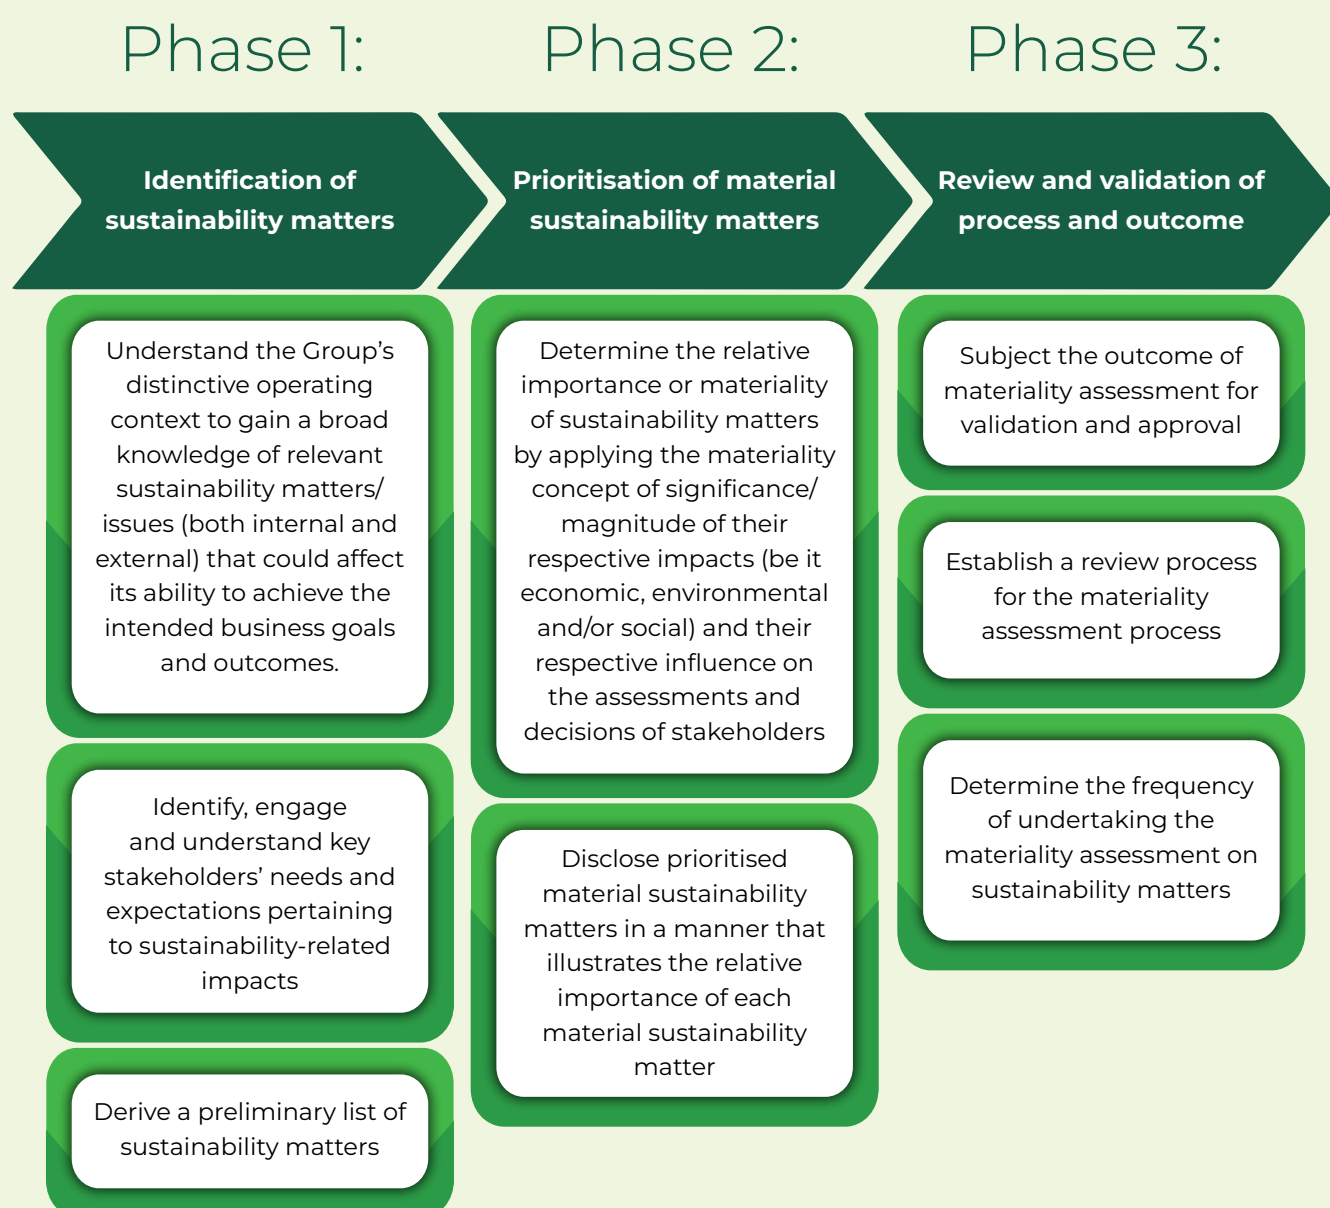 Phase 1:
Identification of
sustainability matters
Understand the Group’s
distinctive operating
context to gain a broad
knowledge of relevant
sustainability matters/
issues (both internal and
external) that could affect
its ability to achieve the
intended business goals
and outcomes.
Identify, engage
and understand key
stakeholders’ needs and
expectations pertaining
to sustainability-related
impacts
Derive a preliminary list of
sustainability matters
Phase 2:
Prioritisation of material
sustainability matters
Determine the relative
importance or materiality
of sustainability matters
by applying the materiality
concept of significance/
magnitude of their
respective impacts (be it
economic, environmental
and/or social) and their
respective influence on
the assessments and
decisions of stakeholders
Disclose prioritised
material sustainability
matters in a manner that
illustrates the relative
importance of each
material sustainability
matter
Phase 3:
Review and validation of
process and outcome
Subject the outcome of
materiality assessment for
validation and approval
Establish a review process
for the materiality
assessment process
Determine the frequency
of undertaking the
materiality assessment on
sustainability matters